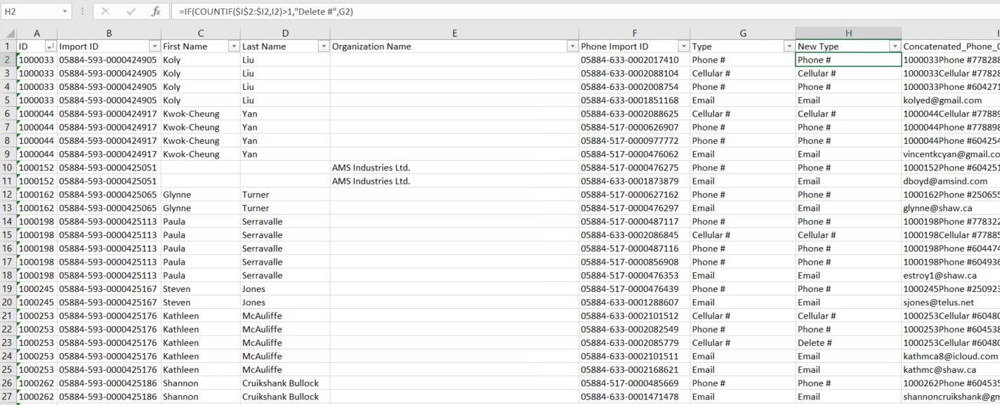 H2 fx =IF(COUNTIF($I$2:$I2,I2)>1,"Delete #",G2)
A B C D E F G H I
1 ID Import ID First Name Last Name Organization Name Phone Import ID Type New Type Concatenated_Phone_
2 1000033 05884-593-0000424905 Koly Liu 05884-633-0002017410 Phone # Phone # 1000033Phone #77828
3 1000033 05884-593-0000424905 Koly Liu 05884-633-0002088104 Cellular # Cellular # 1000033Cellular #77828
4 1000033 05884-593-0000424905 Koly Liu 05884-633-0002008754 Phone # Phone # 1000033Phone #604271
5 1000033 05884-593-0000424905 Koly Liu 05884-633-0001851168 Email Email kolyed@gmail.com
6 1000044 05884-593-0000424917 Kwok-Cheung Yan 05884-633-0002088625 Cellular # Cellular # 1000044Cellular #77889
7 1000044 05884-593-0000424917 Kwok-Cheung Yan 05884-517-0000626907 Phone # Phone # 1000044Phone #778898
8 1000044 05884-593-0000424917 Kwok-Cheung Yan 05884-517-0000977772 Phone # Phone # 1000044Phone #604254
9 1000044 05884-593-0000424917 Kwok-Cheung Yan 05884-517-0000476062 Email Email vincentkcyan@gmail.co
10 1000152 05884-593-0000425051 AMS Industries Ltd. 05884-517-0000476275 Phone # Phone # 1000152Phone #604251
11 1000152 05884-593-0000425051 AMS Industries Ltd. 05884-633-0001873879 Email Email dboyd@amsind.com
12 1000162 05884-593-0000425065 Glynne Turner 05884-517-0000627162 Phone # Phone # 1000162Phone #250655
13 1000162 05884-593-0000425065 Glynne Turner 05884-517-0000476297 Email Email glynne@shaw.ca
14 1000198 05884-593-0000425113 Paula Serravalle 05884-517-0000487117 Phone # Phone # 1000198Phone #778322
15 1000198 05884-593-0000425113 Paula Serravalle 05884-633-0002086845 Cellular # Cellular # 1000198Cellular #77885
16 1000198 05884-593-0000425113 Paula Serravalle 05884-517-0000487116 Phone # Phone # 1000198Phone #604474
17 1000198 05884-593-0000425113 Paula Serravalle 05884-517-0000856908 Phone # Phone # 1000198Phone #604936
18 1000198 05884-593-0000425113 Paula Serravalle 05884-517-0000476353 Email Email estroy1@shaw.ca
19 1000245 05884-593-0000425167 Steven Jones 05884-517-0000476439 Phone # Phone # 1000245Phone #250923
20 1000245 05884-593-0000425167 Steven Jones 05884-633-0001288607 Email Email sjones@telus.net
21 1000253 05884-593-0000425176 Kathleen McAuliffe 05884-633-0002101512 Cellular # Cellular # 1000253Cellular #60480
22 1000253 05884-593-0000425176 Kathleen McAuliffe 05884-633-0002082549 Phone # Phone # 1000253Phone #604538
23 1000253 05884-593-0000425176 Kathleen McAuliffe 05884-633-0002085779 Cellular # Delete # 1000253Cellular #60480
24 1000253 05884-593-0000425176 Kathleen McAuliffe 05884-633-0002101511 Email Email kathmca8@icloud.com
25 1000253 05884-593-0000425176 Kathleen McAuliffe 05884-633-0002168621 Email Email kathmc@shaw.ca
26 1000262 05884-593-0000425186 Shannon Cruikshank Bullock 05884-517-0000485669 Phone # Phone # 1000262Phone #604535
27 1000262 05884-593-0000425186 Shannon Cruikshank Bullock 05884-633-0001471478 Email Email shannoncruikshank@g